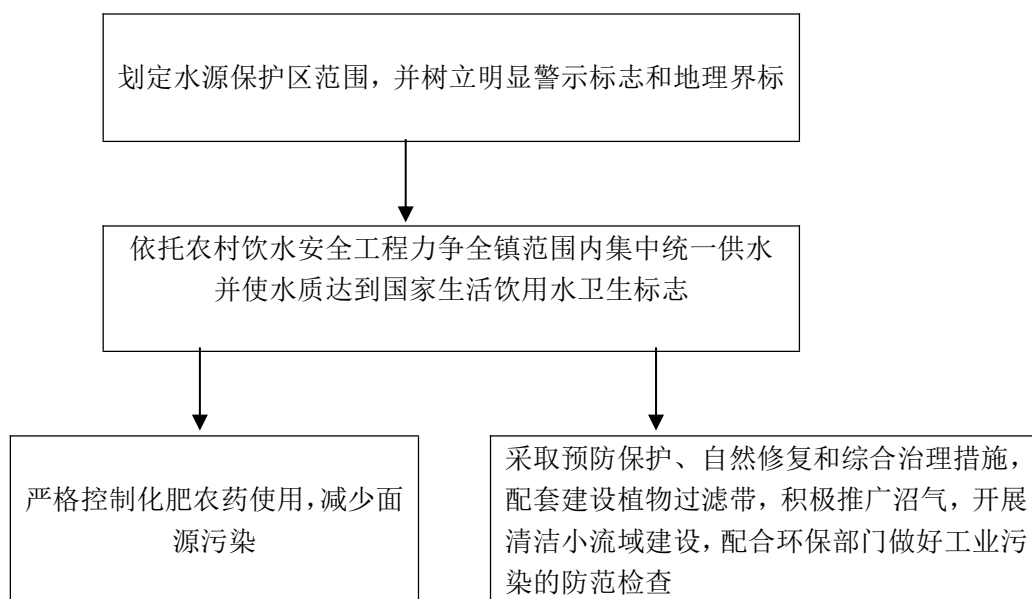 划定水源保护区范围，并树立明显警示标志和地理界标
依托农村饮水安全工程力争全镇范围内集中统一供水
并使水质达到国家生活饮用水卫生标志
严格控制化肥农药使用，减少面
源污染
采取预防保护、自然修复和综合治理措施，
配套建设植物过滤带，积极推广沼气，开展
清洁小流域建设，配合环保部门做好工业污
染的防范检查